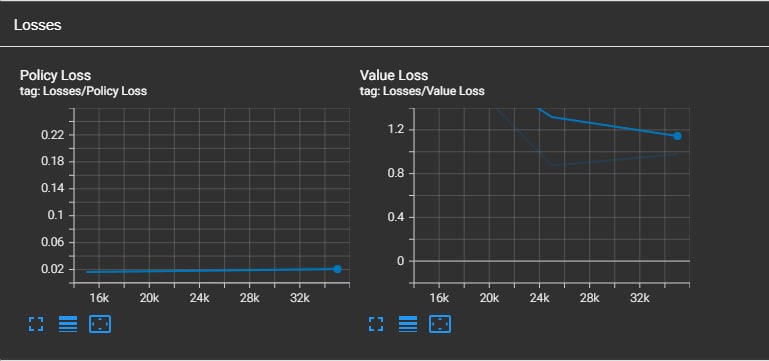 Losses
Policy Loss
tag: Losses/Policy Loss
0.22
0.18
0.14
0.1
0.06
0.02
16k 20k 24k 28k 32k
Value Loss
tag: Losses/Value Loss
1.2
0.8
0.4
0
16k 20k 24k 28k 32k